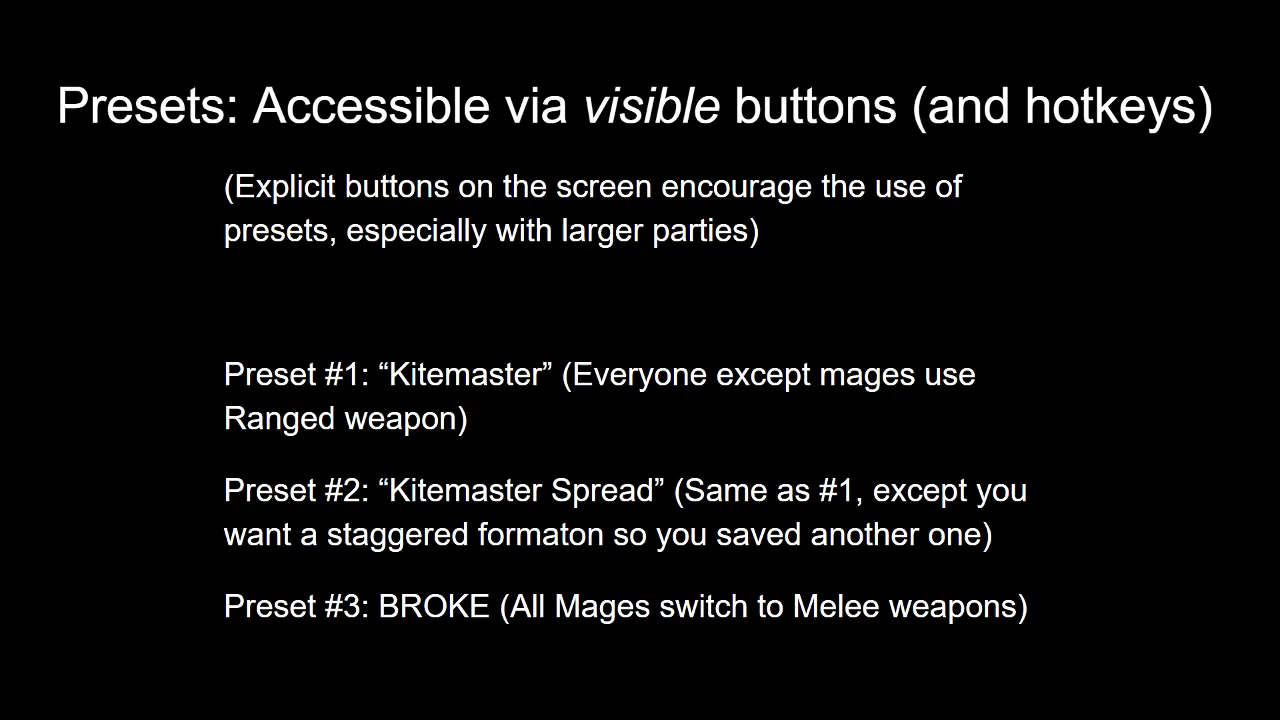 Presets: Accessible via visible buttons (and hotkeys)
(Explicit buttons on the screen encourage the use of
presets, especially with larger parties)
Preset #1: “Kitemaster” (Everyone except mages use
Ranged weapon)
Preset #2: “Kitemaster Spread” (Same as #1, except you
want a staggered formaton so you saved another one)
Preset #3: BROKE (All Mages switch to Melee weapons)